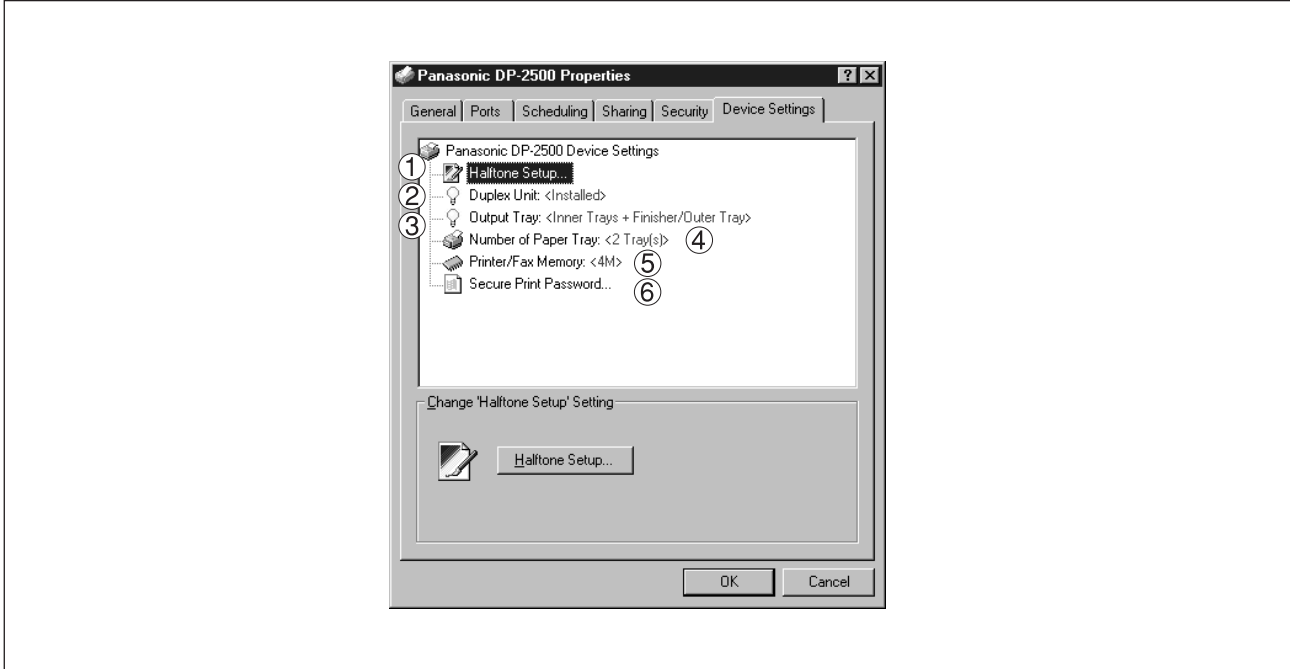 Panasonic DP-2500 Properties
General Ports Scheduling Sharing Security Device Settings
Panasonic DP-2500 Device Settings
① Halftone Setup...
② Duplex Unit: <Installed>
③ Output Tray: <Inner Trays + Finisher/Outer Tray>
Number of Paper Tray: <2 Tray(s)> ④
Printer/Fax Memory: <4M> ⑤
Secure Print Password... ⑥
Change 'Halftone Setup' Setting
Halftone Setup...
OK Cancel